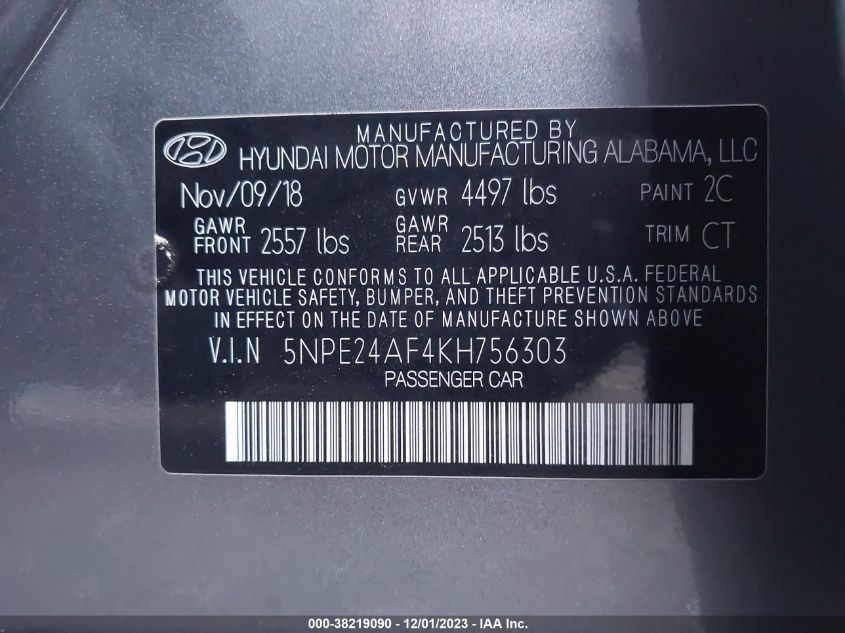 MANUFACTURED BY
HYUNDAI MOTOR MANUFACTURING ALABAMA, LLC
Nov/09/18 GVWR 4497 lbs PAINT 2C
GAWR FRONT 2557 lbs GAWR REAR 2513 lbs TRIM CT
THIS VEHICLE CONFORMS TO ALL APPLICABLE U.S.A. FEDERAL
MOTOR VEHICLE SAFETY, BUMPER, AND THEFT PREVENTION STANDARDS
IN EFFECT ON THE DATE OF MANUFACTURE SHOWN ABOVE
V.I.N 5NPE24AF4KH756303
PASSENGER CAR
000-38219090 - 12/01/2023 - IAA Inc.